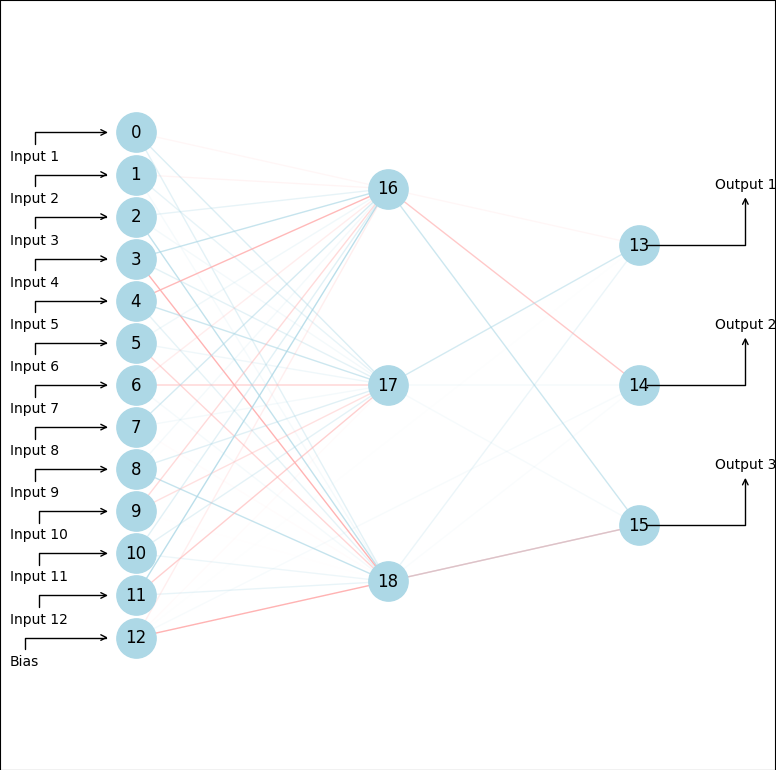 0
Input 1
1
Input 2
2
Input 3
3
Input 4
4
Input 5
5
Input 6
6
Input 7
7
Input 8
8
Input 9
9
Input 10
10
Input 11
11
Input 12
12
Bias
16
17
18
Output 1
13
Output 2
14
Output 3
15